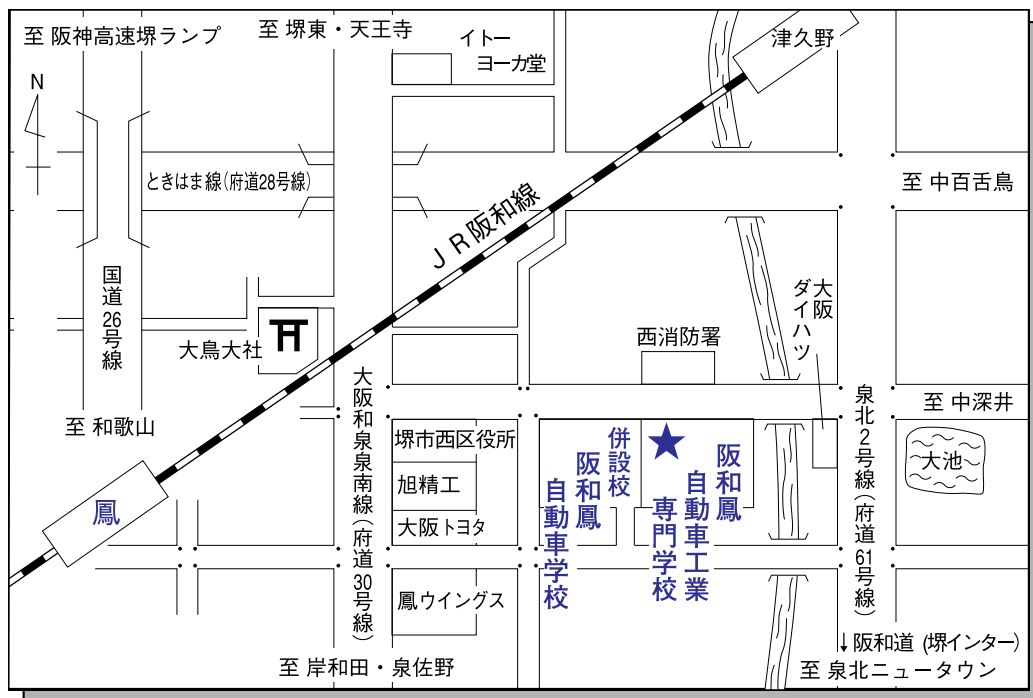 至 阪神高速堺ランプ
至 堺東・天王寺
イトー
ヨーカ堂
津久野
N
ときはま線(府道28号線)
至 中百舌鳥
JR阪和線
国道26号線
大鳥大社
大阪
ダイハツ
西消防署
至 和歌山
大阪和泉泉南線(府道30号線)
泉北2号線(府道61号線)
至 中深井
堺市西区役所
旭精工
大阪トヨタ
鳳ウイングス
併設校
阪和鳳
自動車学校
阪和鳳
自動車工業
専門学校
大池
鳳
↓阪和道 (堺インター)
至 岸和田・泉佐野
至 泉北ニュータウン